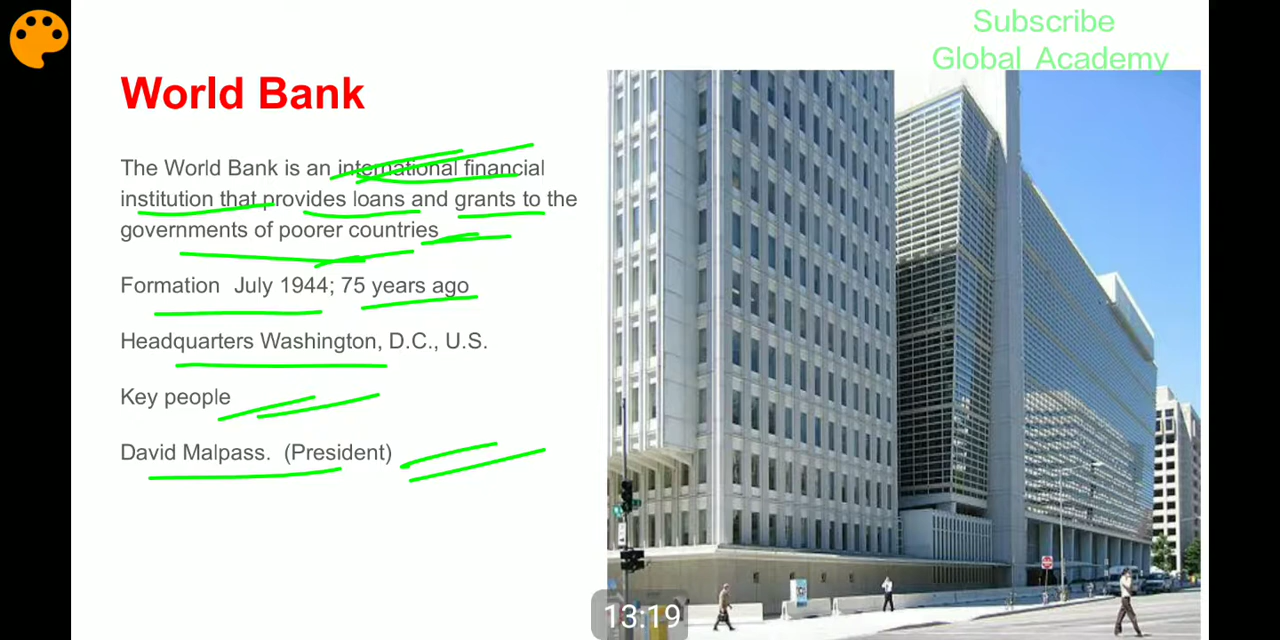 Subscribe
Global Academy
World Bank
The World Bank is an international financial
institution that provides loans and grants to the
governments of poorer countries
Formation July 1944; 75 years ago
Headquarters Washington, D.C., U.S.
Key people
David Malpass. (President)
13:19